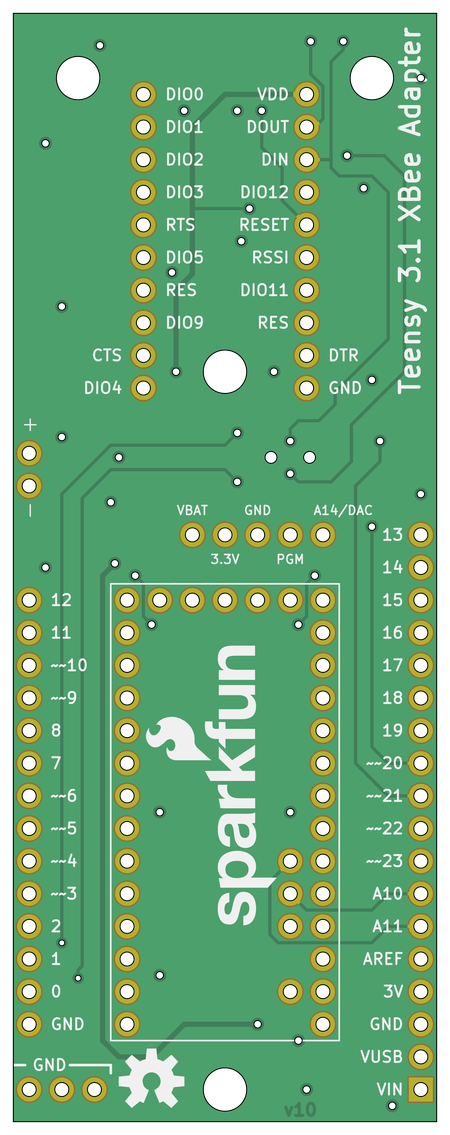 Teensy 3.1 XBee Adapter
DIO0 VDD
DIO1 DOUT
DIO2 DIN
DIO3 DIO12
RTS RESET
DIO5 RSSI
RES DIO11
DIO9 RES
CTS DTR
DIO4 GND
+
−
VBAT GND A14/DAC
3.3V PGM
13
14
12 15
11 16
~~10 17
~~9 18
8 19
7 ~~20
~~6 ~~21
~~5 ~~22
~~4 ~~23
~~3 A10
2 A11
1 AREF
0 3V
GND GND
VUSB
GND
VIN
sparkfun
v10